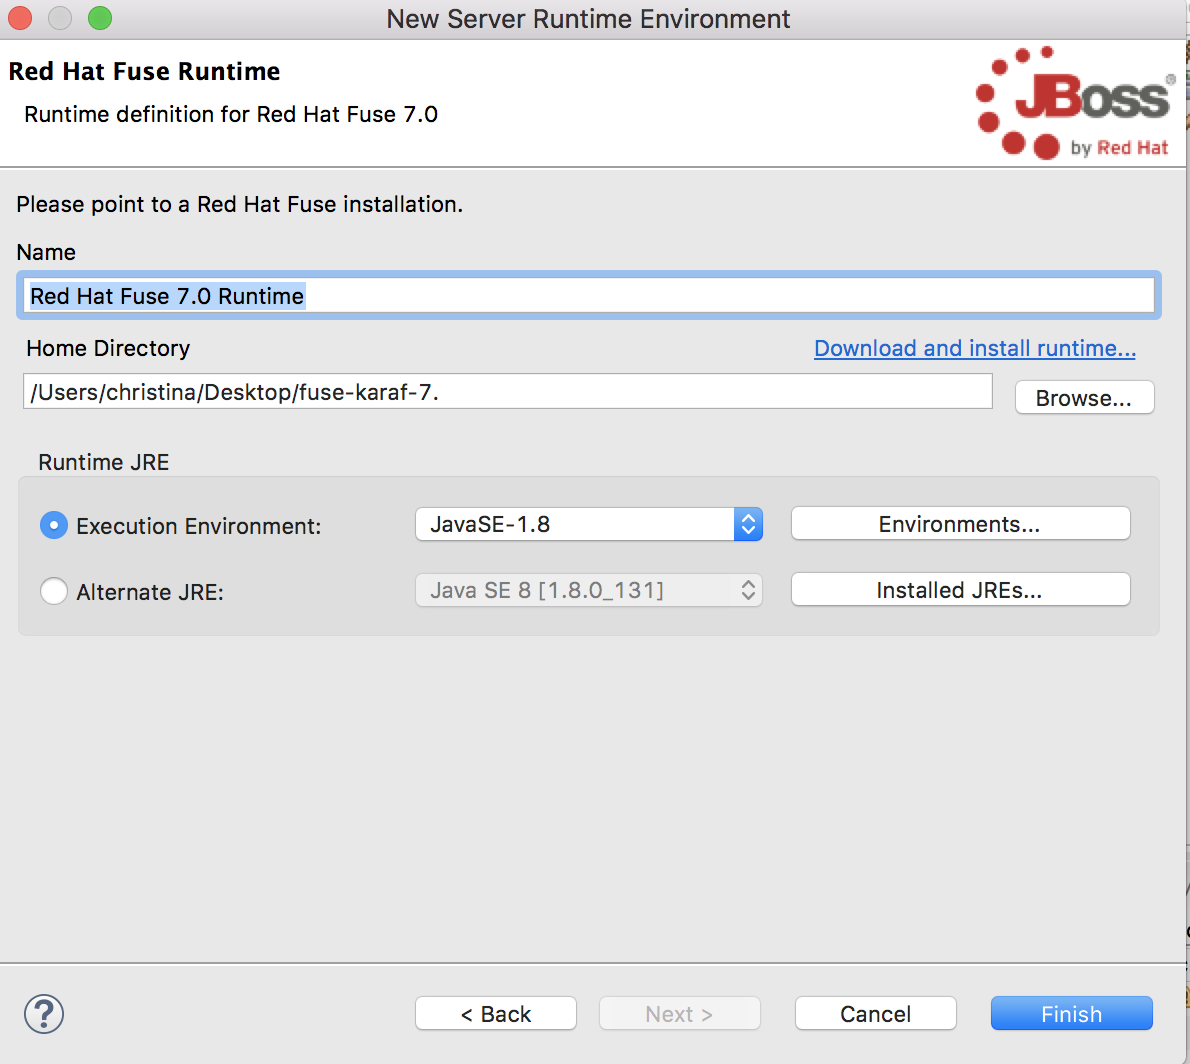 New Server Runtime Environment
Red Hat Fuse Runtime
Runtime definition for Red Hat Fuse 7.0
JBoss®
by Red Hat
Please point to a Red Hat Fuse installation.
Name
Red Hat Fuse 7.0 Runtime
Home Directory
Download and install runtime...
/Users/christina/Desktop/fuse-karaf-7.
Browse...
Runtime JRE
Execution Environment:
JavaSE-1.8
Environments...
Alternate JRE:
Java SE 8 [1.8.0_131]
Installed JREs...
?
< Back
Next >
Cancel
Finish